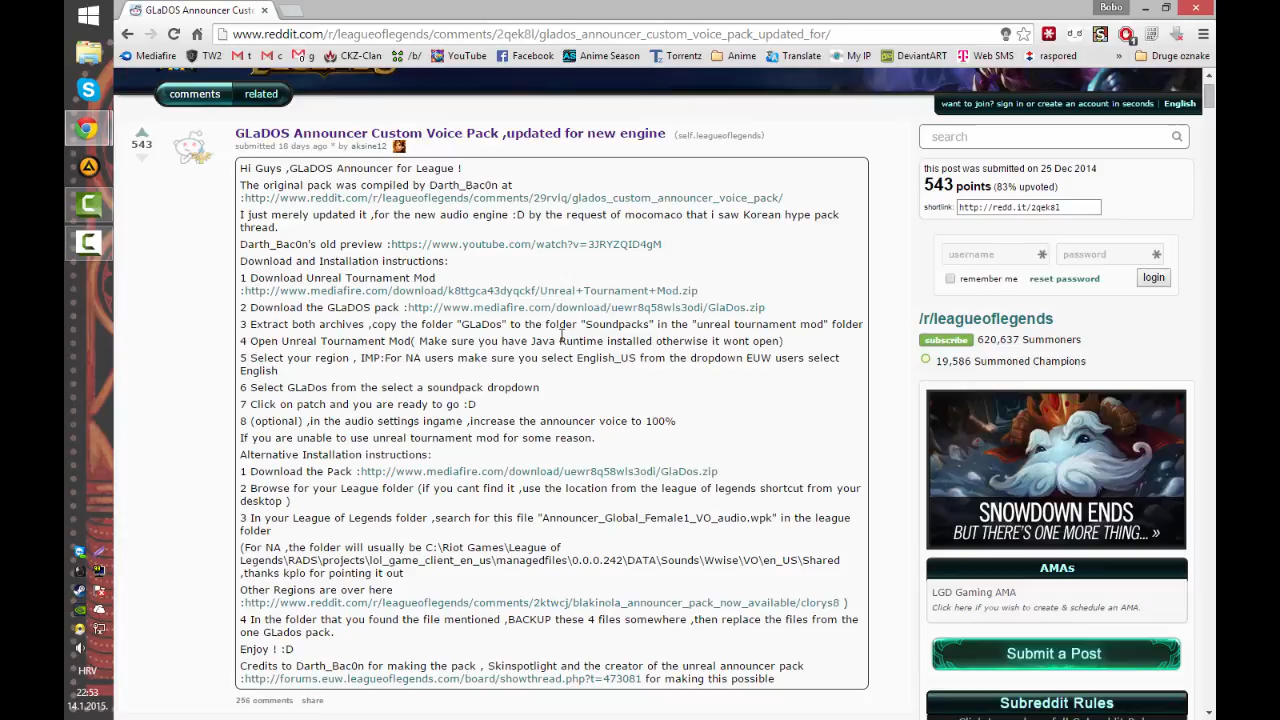 GLaDOS Announcer Custo
Bobo
www.reddit.com/r/leagueoflegends/comments/2qek8l/glados_announcer_custom_voice_pack_updated_for/
Mediafire TW2 g CKZ-Clan /b/ YouTube Facebook Anime Season Torrentz Anime Translate My IP DeviantART Web SMS raspored » Druge oznake
comments related
want to join? sign in or create an account in seconds English
543
GLaDOS Announcer Custom Voice Pack ,updated for new engine (self.leagueoflegends)
submitted 18 days ago * by aksine12
Hi Guys ,GLaDOS Announcer for League !
The original pack was compiled by Darth_Bac0n at
:http://www.reddit.com/r/leagueoflegends/comments/29rvlq/glados_custom_announcer_voice_pack/
I just merely updated it ,for the new audio engine :D by the request of mocomaco that i saw Korean hype pack
thread.
Darth_Bac0n's old preview :https://www.youtube.com/watch?v=3JRYZQID4gM
Download and Installation instructions:
1 Download Unreal Tournament Mod
:http://www.mediafire.com/download/k8ttgca43dyqckf/Unreal+Tournament+Mod.zip
2 Download the GLaDOS pack :http://www.mediafire.com/download/uewr8q58wls3odi/GlaDos.zip
3 Extract both archives ,copy the folder "GLaDos" to the folder "Soundpacks" in the "unreal tournament mod" folder
4 Open Unreal Tournament Mod( Make sure you have Java Runtime installed otherwise it wont open)
5 Select your region , IMP:For NA users make sure you select English_US from the dropdown EUW users select
English
6 Select GLaDos from the select a soundpack dropdown
7 Click on patch and you are ready to go :D
8 (optional) ,in the audio settings ingame ,increase the announcer voice to 100%
If you are unable to use unreal tournament mod for some reason.
Alternative Installation instructions:
1 Download the Pack :http://www.mediafire.com/download/uewr8q58wls3odi/GlaDos.zip
2 Browse for your League folder (if you cant find it ,use the location from the league of legends shortcut from your
desktop )
3 In your League of Legends folder ,search for this file "Announcer_Global_Female1_VO_audio.wpk" in the league
folder
(For NA ,the folder will usually be C:\Riot Games\League of
Legends\RADS\projects\lol_game_client_en_us\managedfiles\0.0.0.242\DATA\Sounds\Wwise\VO\en_US\Shared
,thanks kplo for pointing it out
Other Regions are over here
:http://www.reddit.com/r/leagueoflegends/comments/2ktwcj/blakinola_announcer_pack_now_available/clorys8 )
4 In the folder that you found the file mentioned ,BACKUP these 4 files somewhere ,then replace the files from the
one GLados pack.
Enjoy ! :D
Credits to Darth_Bac0n for making the pack , Skinspotlight and the creator of the unreal announcer pack
:http://forums.euw.leagueoflegends.com/board/showthread.php?t=473081 for making this possible
256 comments share
search
this post was submitted on 25 Dec 2014
543 points (83% upvoted)
shortlink: http://redd.it/2qek8l
username password
remember me reset password login
/r/leagueoflegends
subscribe 620,637 Summoners
19,586 Summoned Champions
SNOWDOWN ENDS
BUT THERE'S ONE MORE THING... »
AMAs
LGD Gaming AMA
Click here if you wish to create & schedule an AMA.
Submit a Post
Subreddit Rules
HRV
22:53
14.1.2015.